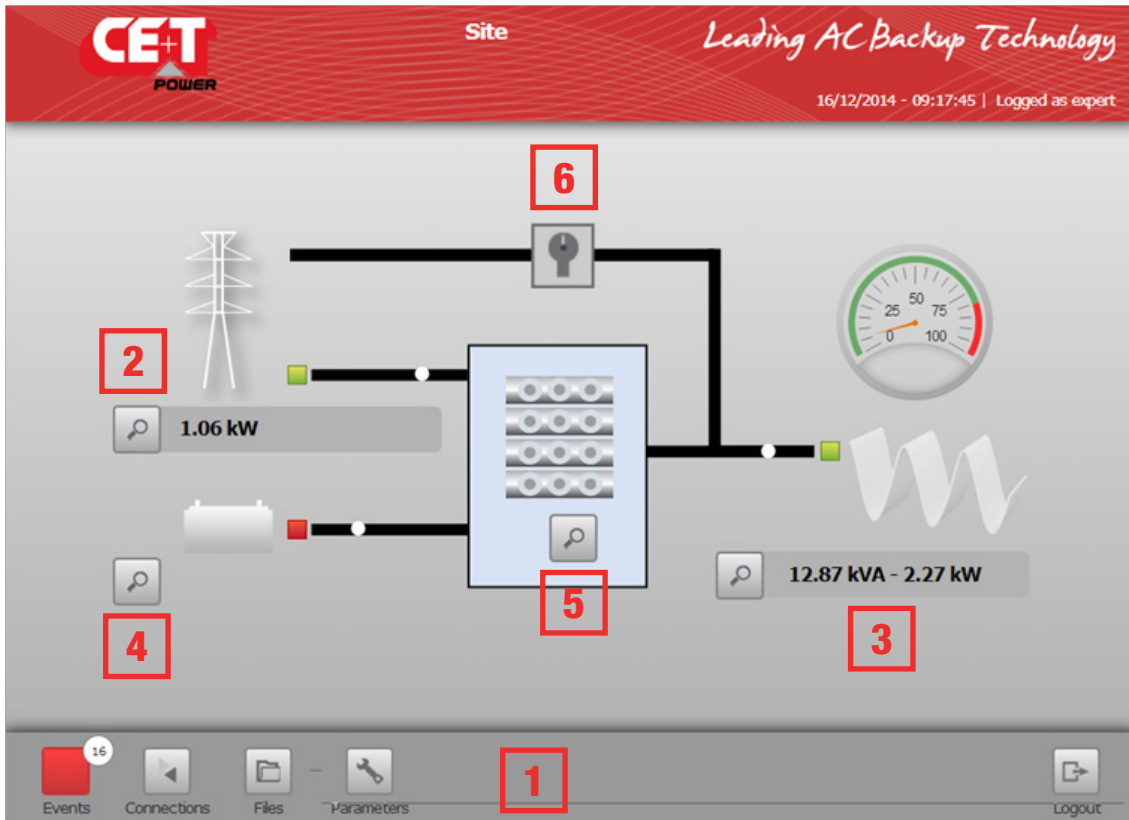 CE+T
POWER
Site
Leading AC Backup Technology
16/12/2014 - 09:17:45 | Logged as expert
6
2
1.06 kW
0
25
50
75
100
4
5
12.87 kVA - 2.27 kW
3
16
Events
Connections
Files
Parameters
1
Logout